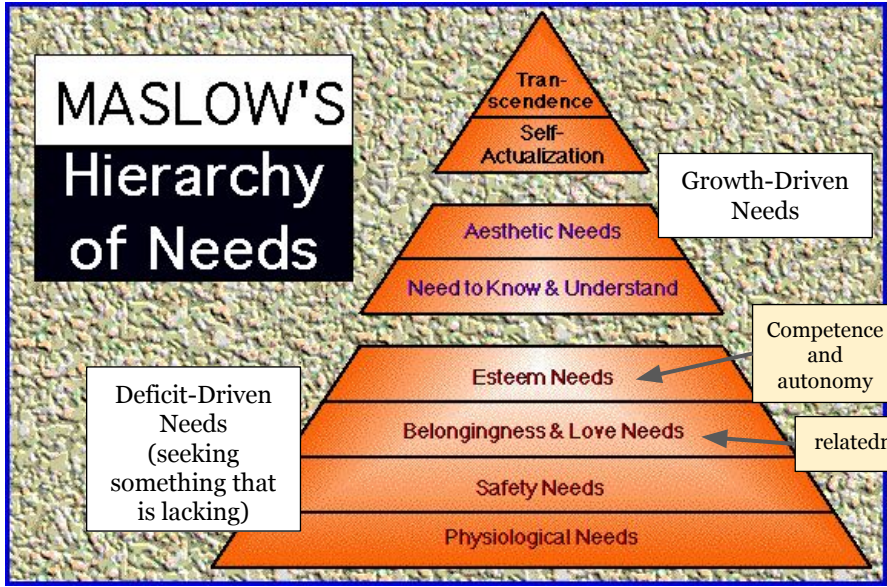 MASLOW'S
Hierarchy
of Needs
Tran-
scendence
Self-
Actualization
Growth-Driven
Needs
Aesthetic Needs
Need to Know & Understand
Competence
and
autonomy
Esteem Needs
Deficit-Driven
Needs
(seeking
something that
is lacking)
Belongingness & Love Needs
Safety Needs
Physiological Needs